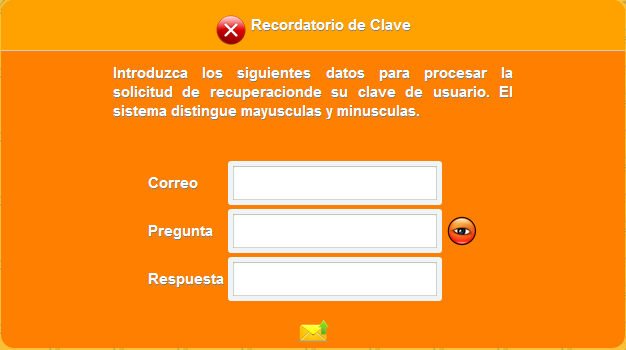 Recordatorio de Clave
Introduzca los siguientes datos para procesar la
solicitud de recuperacionde su clave de usuario. El
sistema distingue mayusculas y minusculas.
Correo
Pregunta
Respuesta